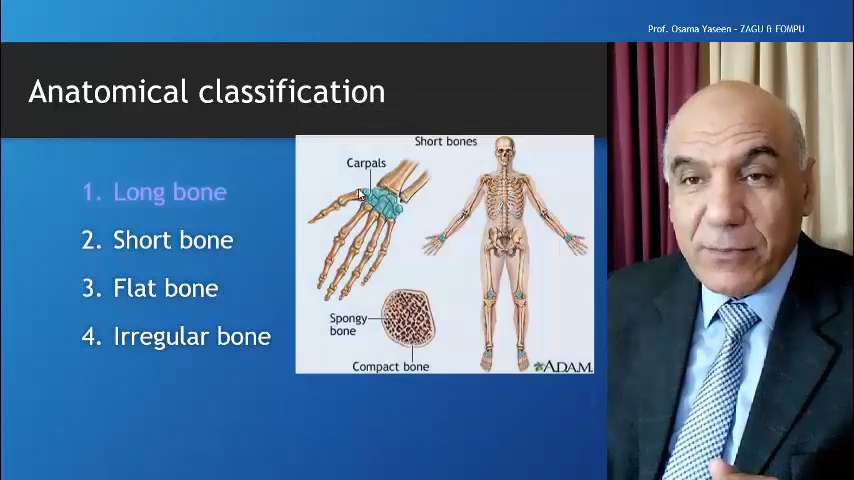 Prof. Osama Yaseen - ZAGU & FOMPU
Anatomical classification
1. Long bone
2. Short bone
3. Flat bone
4. Irregular bone
Short bones
Carpals
Spongy
bone
Compact bone
ADAM.